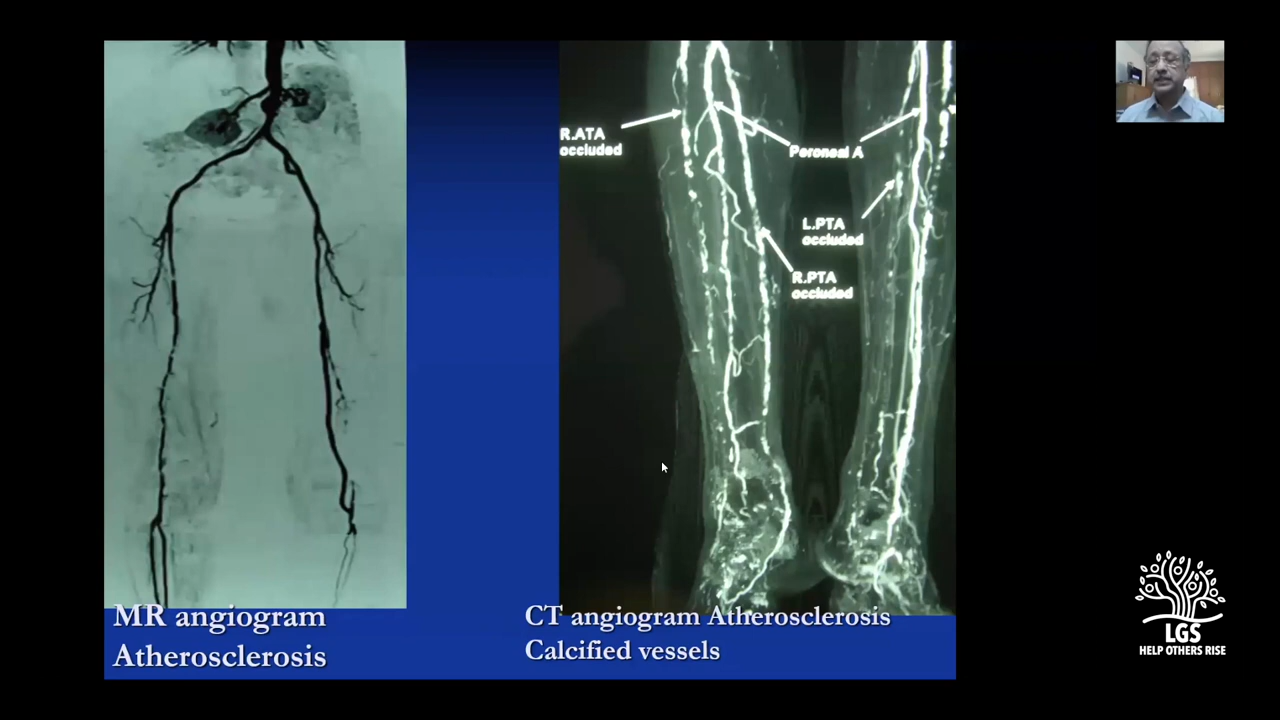 R.ATA
occluded
Peroneal A
L.PTA
occluded
R.PTA
occluded
MR angiogram
Atherosclerosis
CT angiogram Atherosclerosis
Calcified vessels
LGS
HELP OTHERS RISE